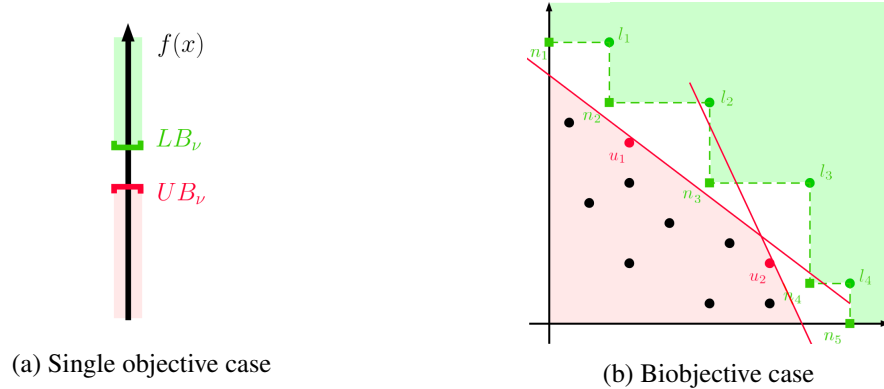 f(x)
LB_ν
UB_ν
(a) Single objective case
l_1
n_1
l_2
n_2
u_1
l_3
n_3
u_2
l_4
n_4
n_5
(b) Biobjective case